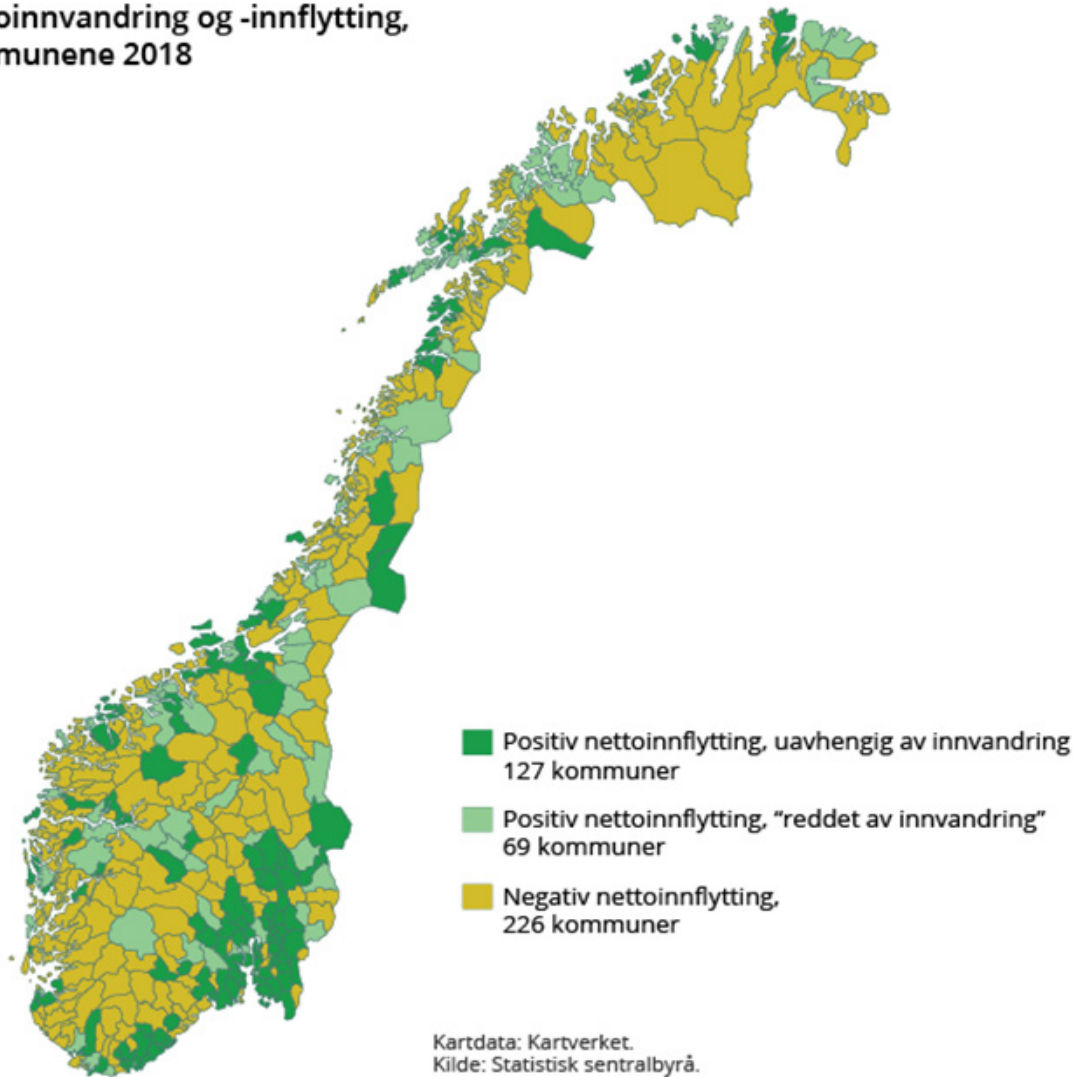 oinnvandring og -innflytting,
munene 2018
Positiv nettoinnflytting, uavhengig av innvandring
127 kommuner
Positiv nettoinnflytting, “reddet av innvandring”
69 kommuner
Negativ nettoinnflytting,
226 kommuner
Kartdata: Kartverket.
Kilde: Statistisk sentralbyrå.